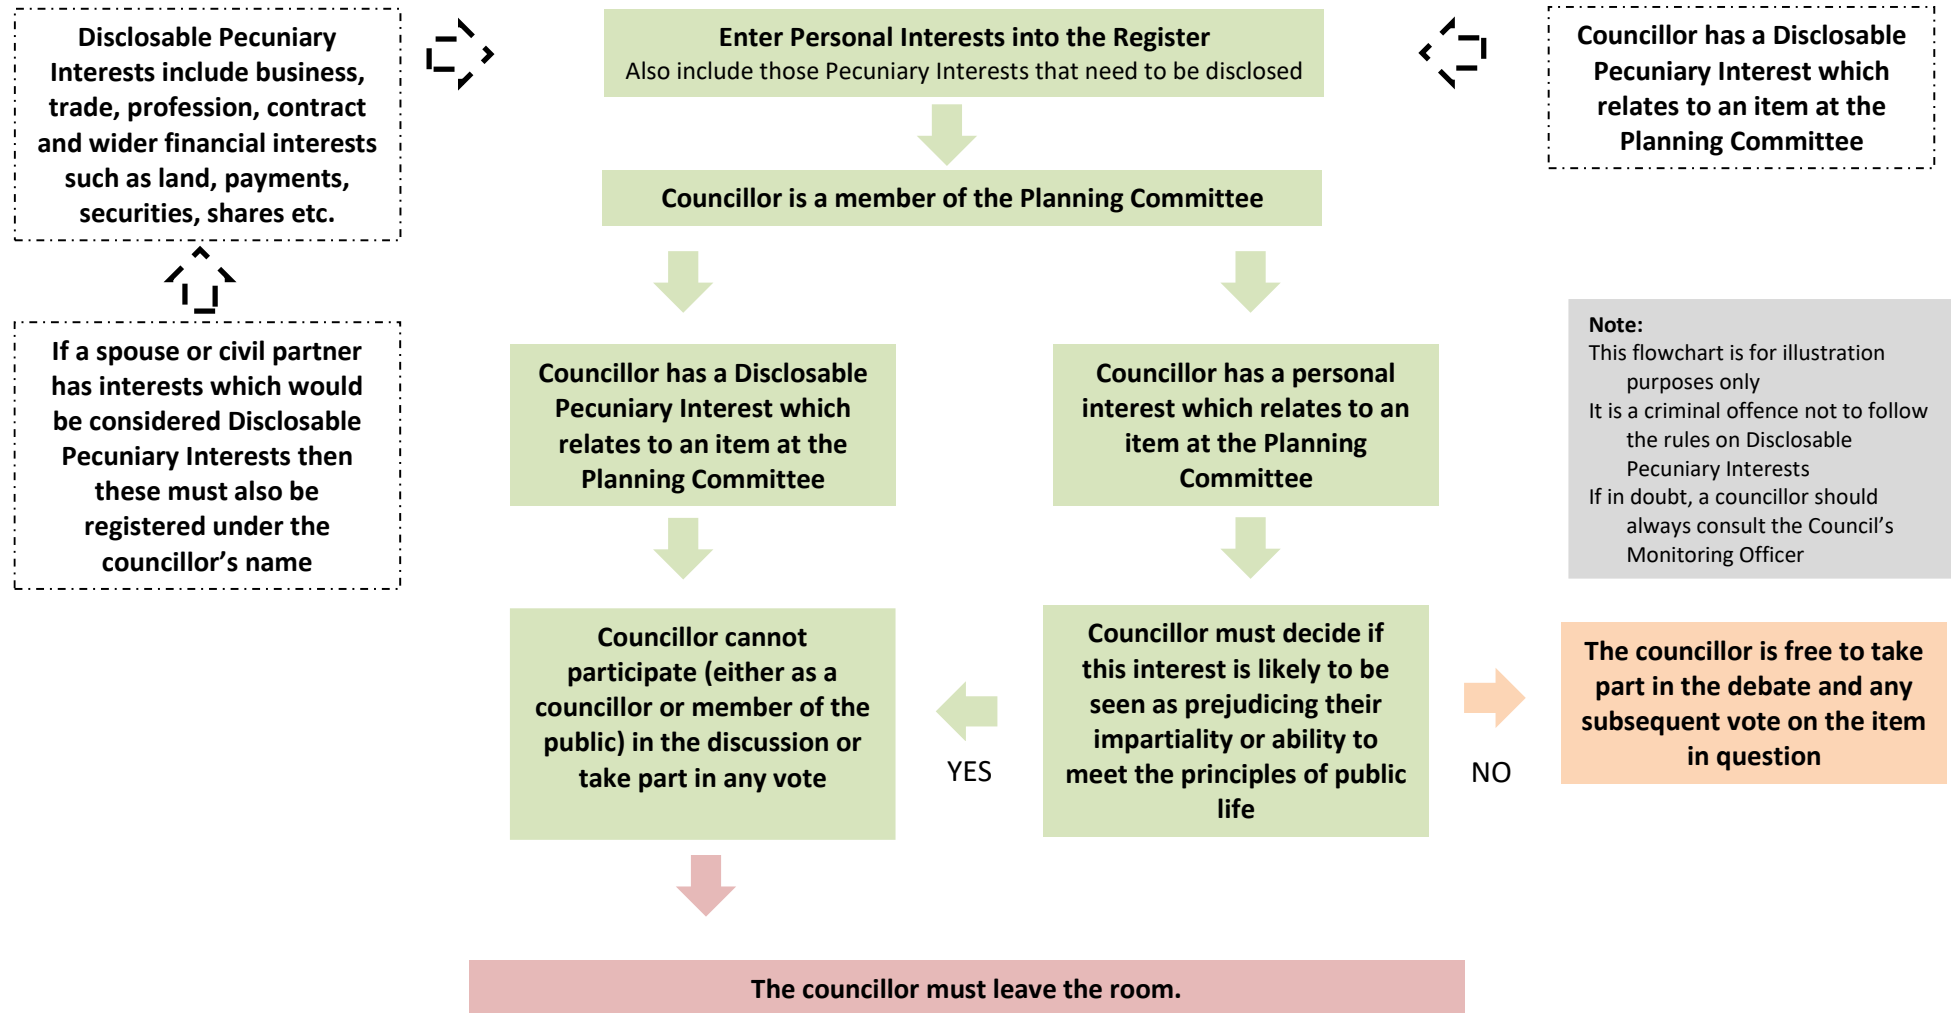 Disclosable Pecuniary
Interests include business,
trade, profession, contract
and wider financial interests
such as land, payments,
securities, shares etc.
Enter Personal Interests into the Register
Also include those Pecuniary Interests that need to be disclosed
Councillor has a Disclosable
Pecuniary Interest which
relates to an item at the
Planning Committee
Councillor is a member of the Planning Committee
If a spouse or civil partner
has interests which would
be considered Disclosable
Pecuniary Interests then
these must also be
registered under the
councillor’s name
Councillor has a Disclosable
Pecuniary Interest which
relates to an item at the
Planning Committee
Councillor has a personal
interest which relates to an
item at the Planning
Committee
Note:
This flowchart is for illustration
purposes only
It is a criminal offence not to follow
the rules on Disclosable
Pecuniary Interests
If in doubt, a councillor should
always consult the Council’s
Monitoring Officer
Councillor cannot
participate (either as a
councillor or member of the
public) in the discussion or
take part in any vote
YES
Councillor must decide if
this interest is likely to be
seen as prejudicing their
impartiality or ability to
meet the principles of public
life
NO
The councillor is free to take
part in the debate and any
subsequent vote on the item
in question
The councillor must leave the room.